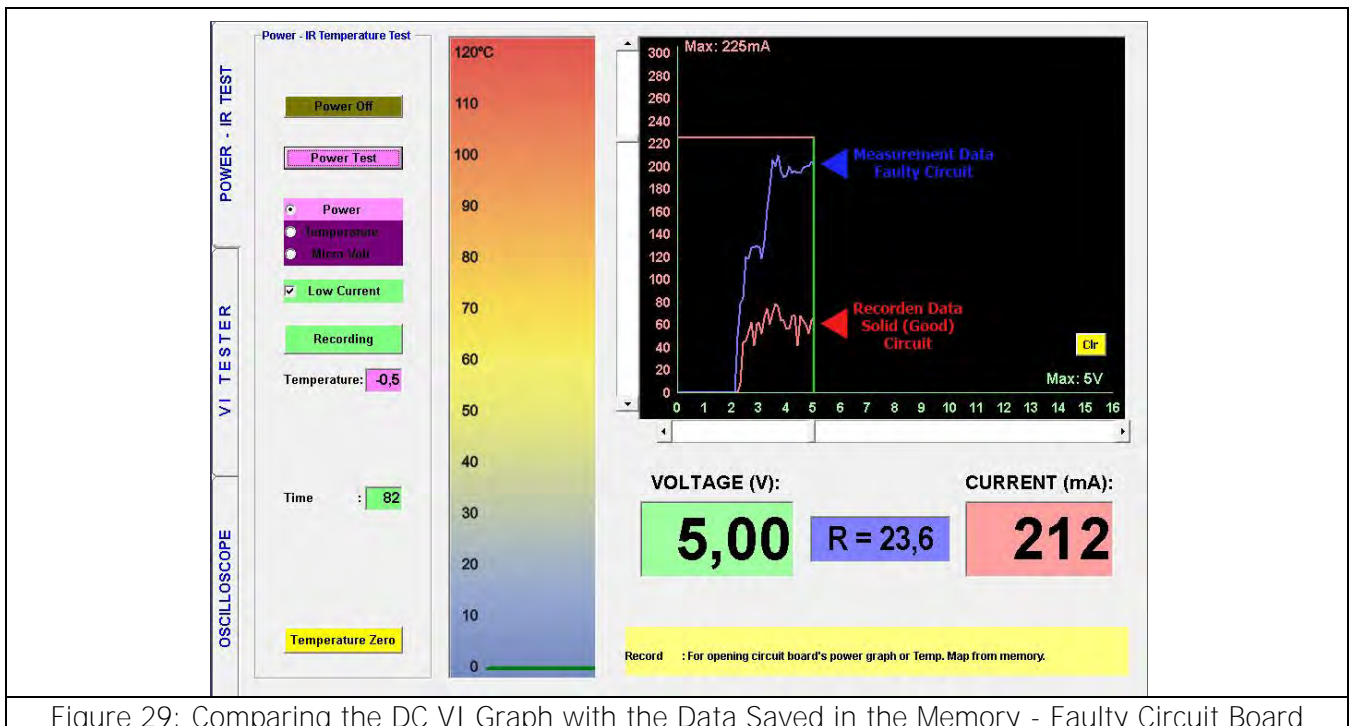 Power - IR Temperature Test
POWER - IR TEST
VI TESTER
OSCILLOSCOPE
Power Off
Power Test
Power
Temperature
Micro Volt
Low Current
Recording
Temperature: -0,5
Time : 82
Temperature Zero
120°C
110
100
90
80
70
60
50
40
30
20
10
0
Max: 225mA
300
280
260
240
220
200
180
160
140
120
100
80
60
40
20
0
Measurement Data
Faulty Circuit
Recorden Data
Solid (Good)
Circuit
Clr
Max: 5V
0 1 2 3 4 5 6 7 8 9 10 11 12 13 14 15 16
VOLTAGE (V):
5,00
R = 23,6
CURRENT (mA):
212
Record : For opening circuit board's power graph or Temp. Map from memory.
Figure 29: Comparing the DC VI Graph with the Data Saved in the Memory - Faulty Circuit Board